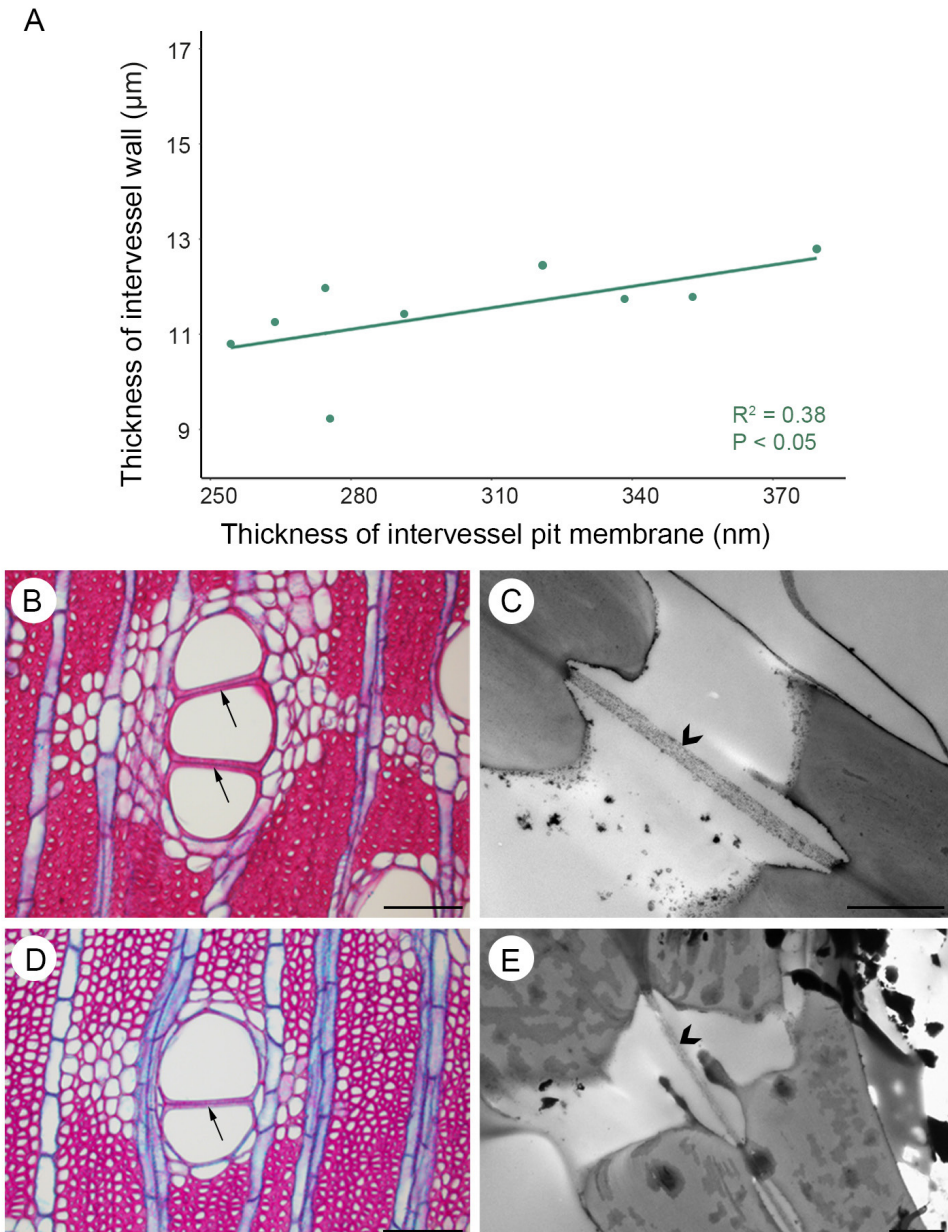 A
Thickness of intervessel wall (µm)
17
15
13
11
9
R² = 0.38
P < 0.05
250 280 310 340 370
Thickness of intervessel pit membrane (nm)
B
C
D
E